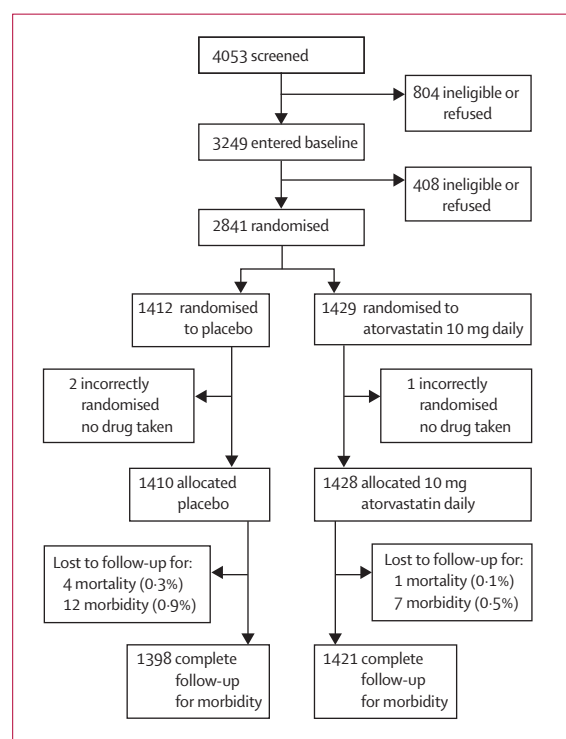 4053 screened
804 ineligible or
refused
3249 entered baseline
408 ineligible or
refused
2841 randomised
1412 randomised
to placebo
1429 randomised to
atorvastatin 10 mg daily
2 incorrectly
randomised
no drug taken
1 incorrectly
randomised
no drug taken
1410 allocated
placebo
1428 allocated 10 mg
atorvastatin daily
Lost to follow-up for:
4 mortality (0·3%)
12 morbidity (0·9%)
Lost to follow-up for:
1 mortality (0·1%)
7 morbidity (0·5%)
1398 complete
follow-up
for morbidity
1421 complete
follow-up
for morbidity